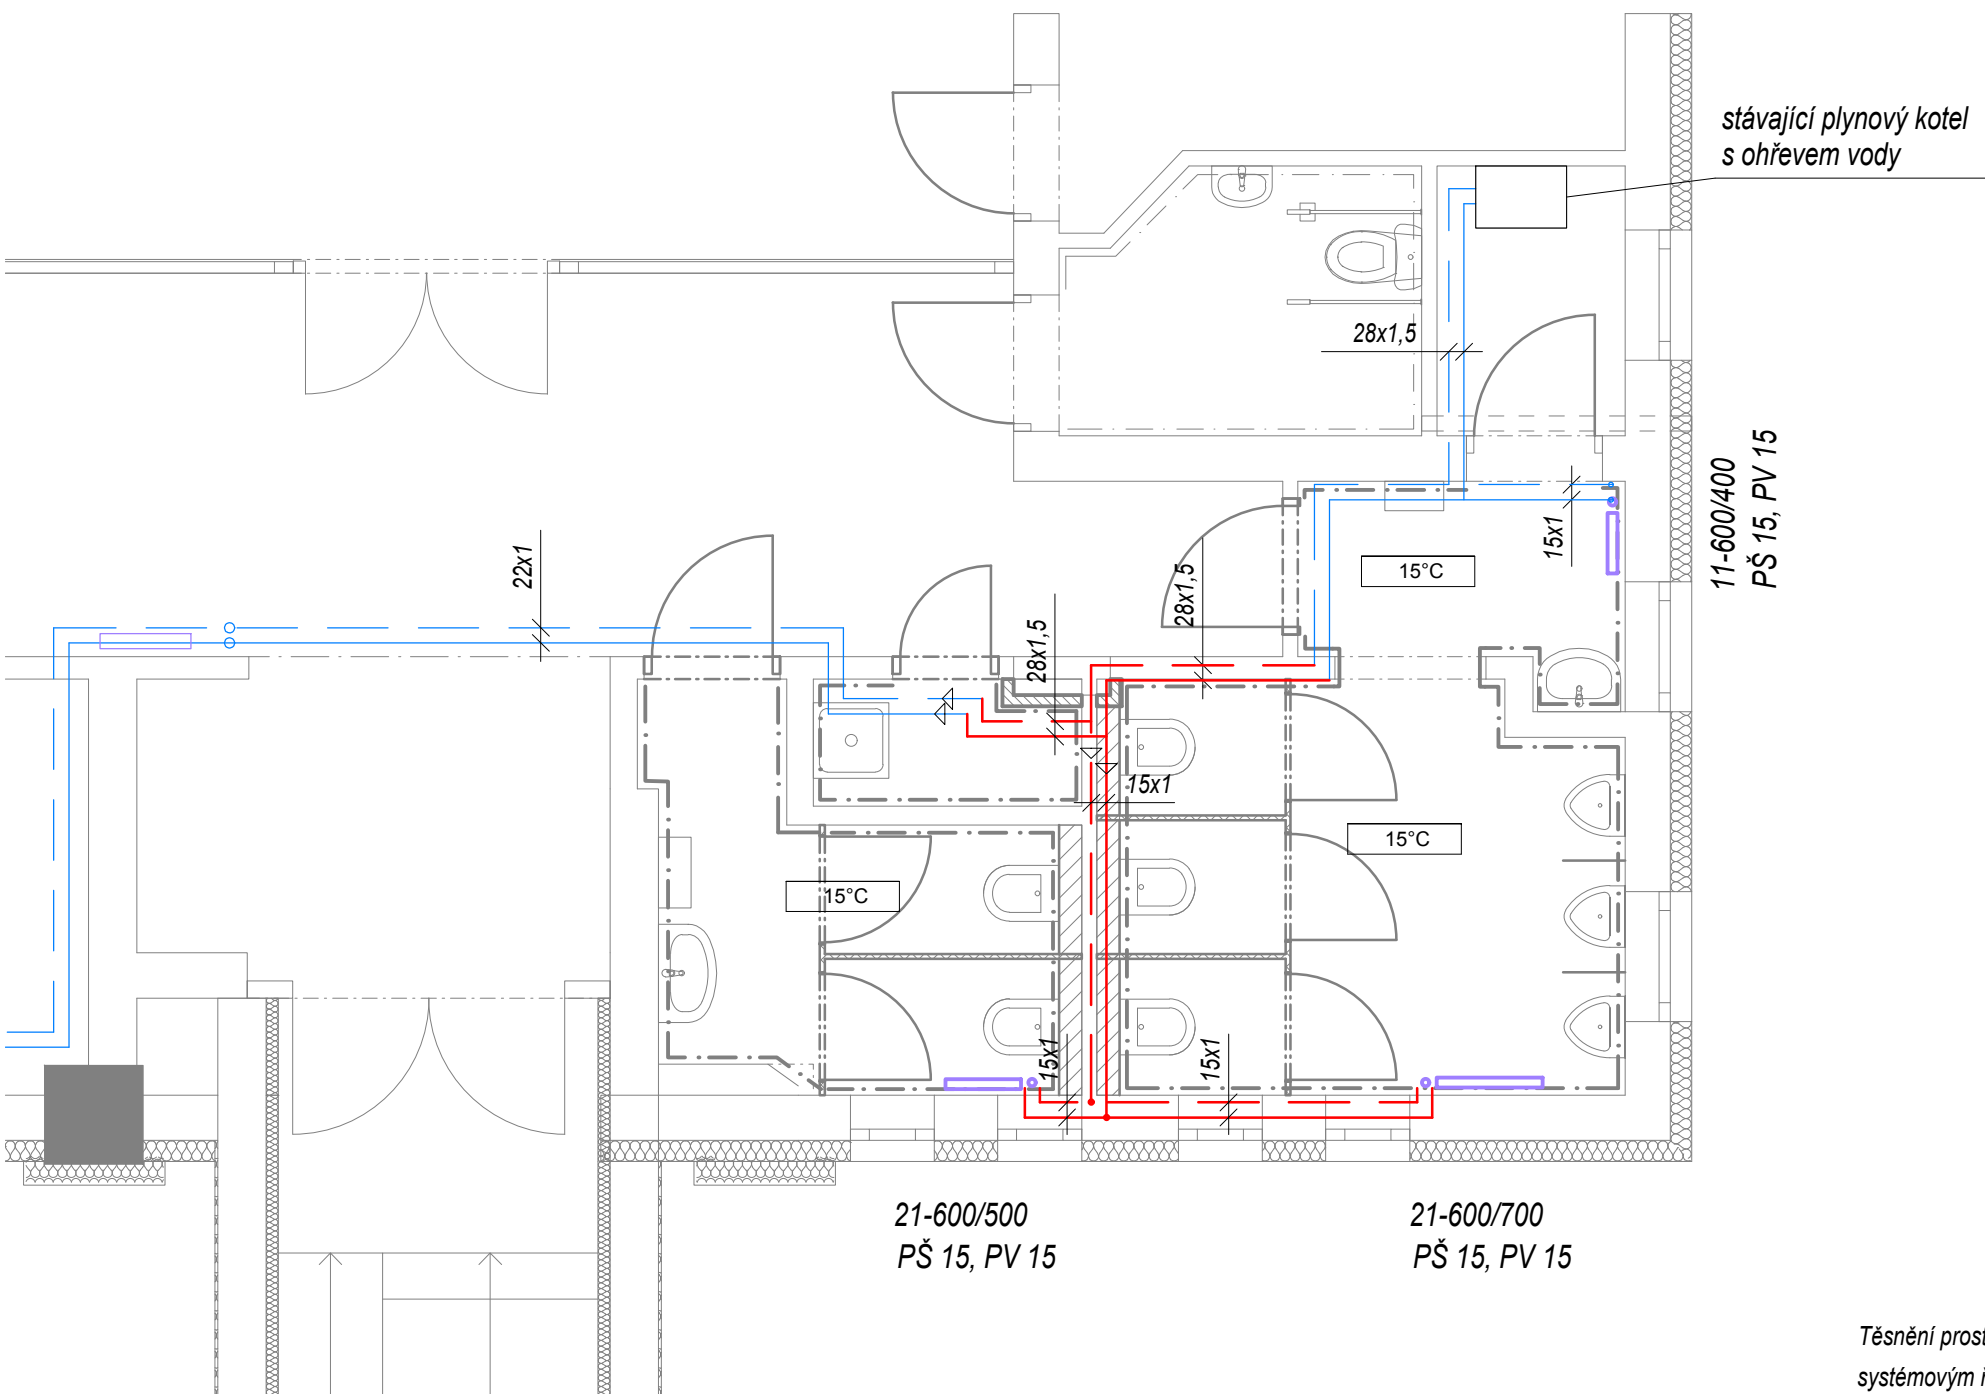 stávající plynový kotel
s ohřevem vody
28x1,5
11-600/400
PŠ 15, PV 15
15x1
22x1
15°C
28x1,5
28x1,5
15x1
15°C
15°C
15x1
15x1
21-600/500
PŠ 15, PV 15
21-600/700
PŠ 15, PV 15
Těsnění
systémovým